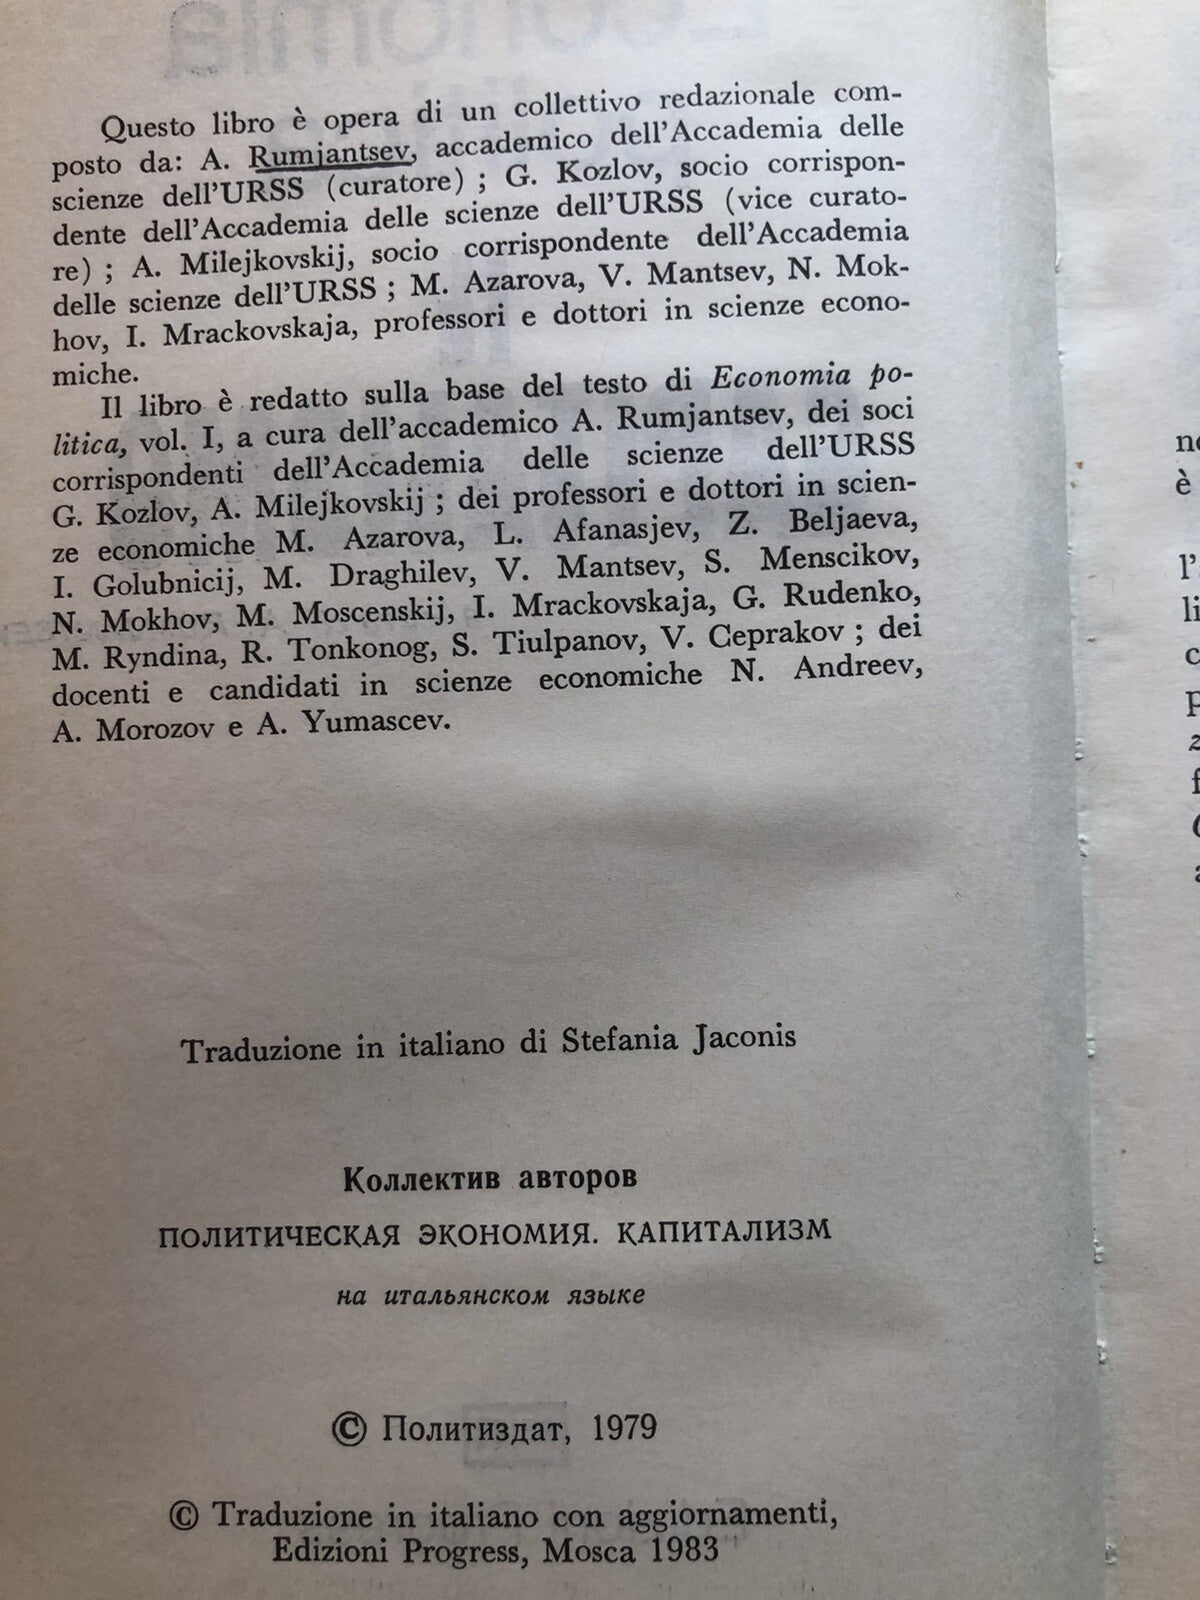 Questo libro è opera di un collettivo redazionale com-
posto da: A. Rumjantsev, accademico dell'Accademia delle
scienze dell'URSS (curatore) ; G. Kozlov, socio corrispon-
dente dell'Accademia delle scienze dell'URSS (vice curato-
re) ; A. Milejkovskij, socio corrispondente dell'Accademia
delle scienze dell'URSS ; M. Azarova, V. Mantsev, N. Mok-
hov, I. Mrackovskaja, professori e dottori in scienze econo-
miche.
Il libro è redatto sulla base del testo di Economia po-
litica, vol. I, a cura dell'accademico A. Rumjantsev, dei soci
corrispondenti dell'Accademia delle scienze dell'URSS
G. Kozlov, A. Milejkovskij ; dei professori e dottori in scien-
ze economiche M. Azarova, L. Afanasjev, Z. Beljaeva,
I. Golubnicij, M. Draghilev, V. Mantsev, S. Menscikov,
N. Mokhov, M. Moscenskij, I. Mrackovskaja, G. Rudenko,
M. Ryndina, R. Tonkonog, S. Tiulpanov, V. Ceprakov ; dei
docenti e candidati in scienze economiche N. Andreev,
A. Morozov e A. Yumascev.
Traduzione in italiano di Stefania Jaconis
Коллектив авторов
ПОЛИТИЧЕСКАЯ ЭКОНОМИЯ. КАПИТАЛИЗМ
на итальянском языке
© Политиздат, 1979
© Traduzione in italiano con aggiornamenti,
Edizioni Progress, Mosca 1983
è
l'